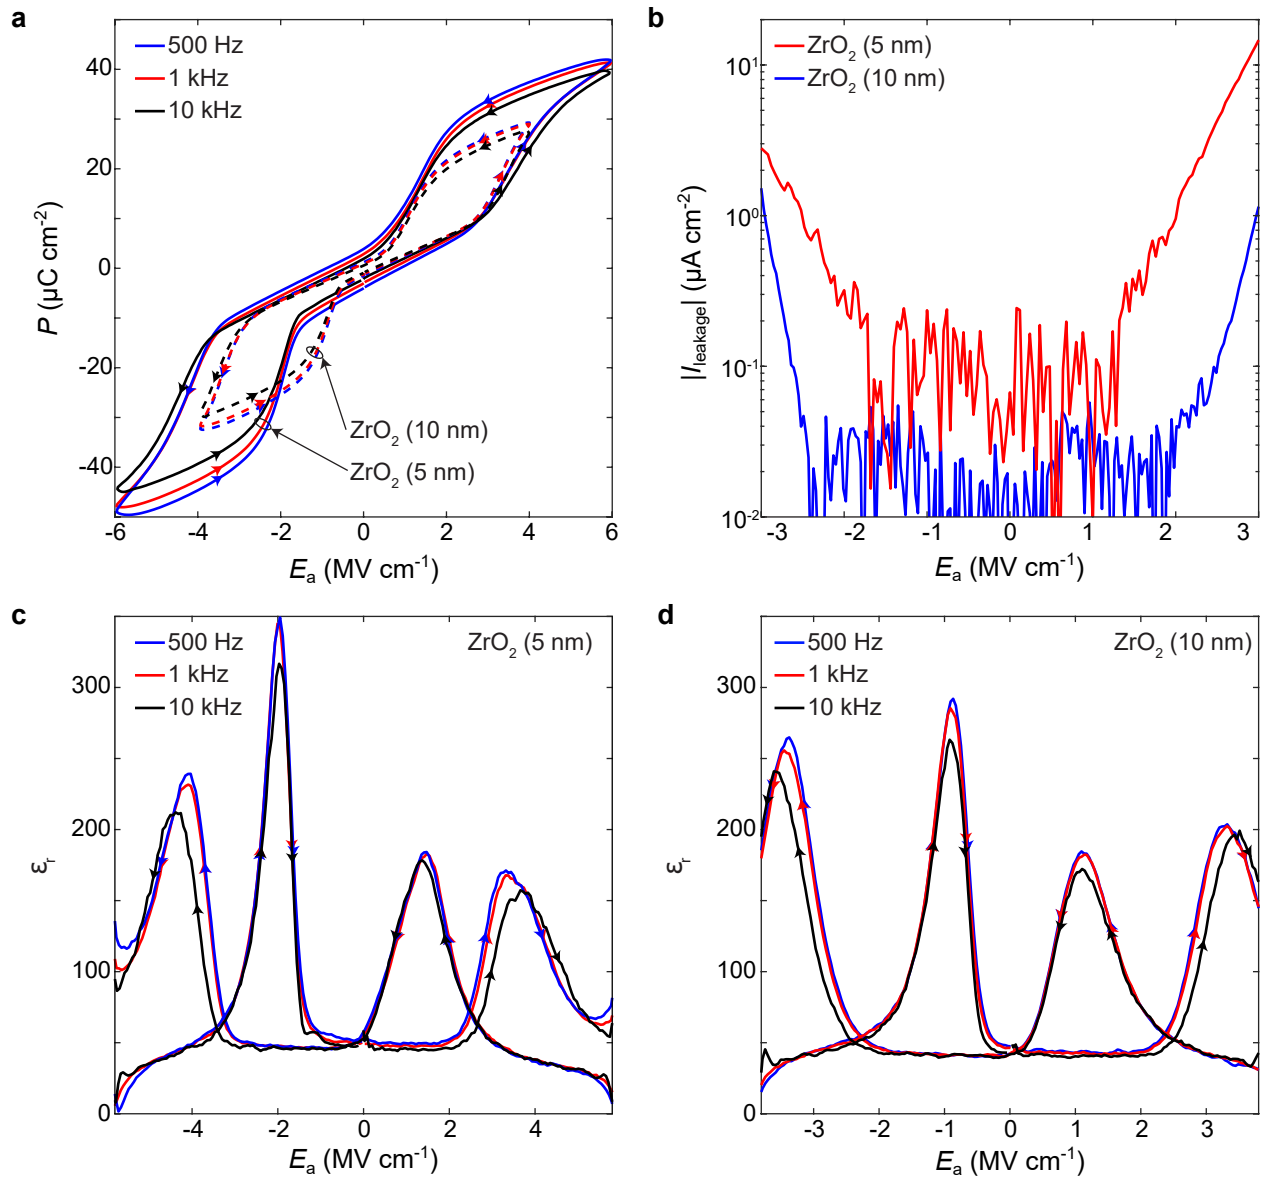 a
500 Hz
1 kHz
10 kHz
40
20
0
-20
-40
P (μC cm-2)
ZrO2 (10 nm)
ZrO2 (5 nm)
-6 -4 -2 0 2 4 6
Ea (MV cm-1)
b
ZrO2 (5 nm)
ZrO2 (10 nm)
101
100
10-1
10-2
|Ileakage| (μA cm-2)
-3 -2 -1 0 1 2 3
Ea (MV cm-1)
c
500 Hz
1 kHz
10 kHz
ZrO2 (5 nm)
300
200
100
0
εr
-4 -2 0 2 4
Ea (MV cm-1)
d
500 Hz
1 kHz
10 kHz
ZrO2 (10 nm)
300
200
100
0
εr
-3 -2 -1 0 1 2 3
Ea (MV cm-1)